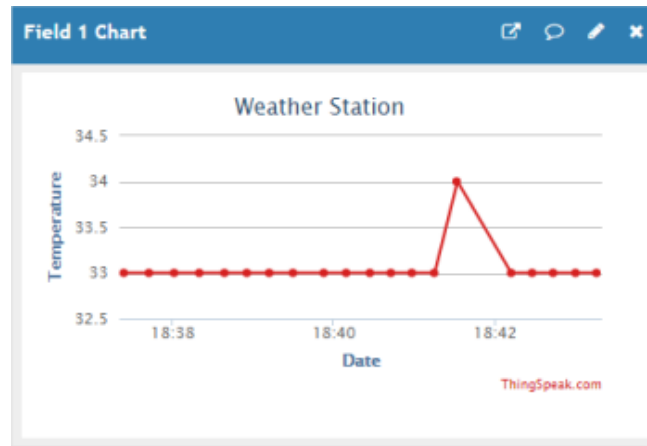 Field 1 Chart
Weather Station
34.5
34
33.5
33
32.5
Temperature
18:38 18:40 18:42
Date
ThingSpeak.com